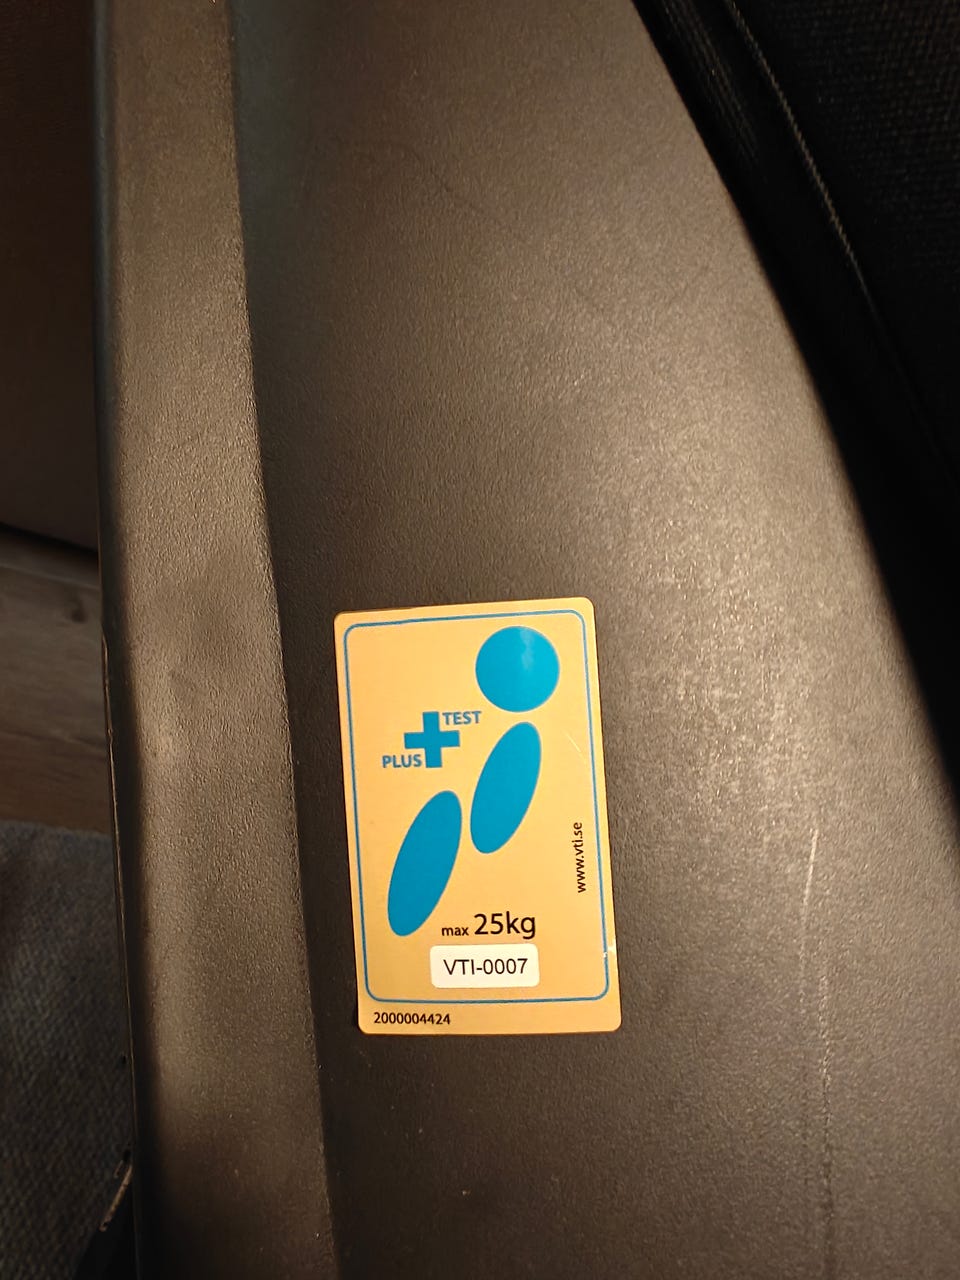 TEST
PLUS
www.vti.se
max 25kg
VTI-0007
2000004424